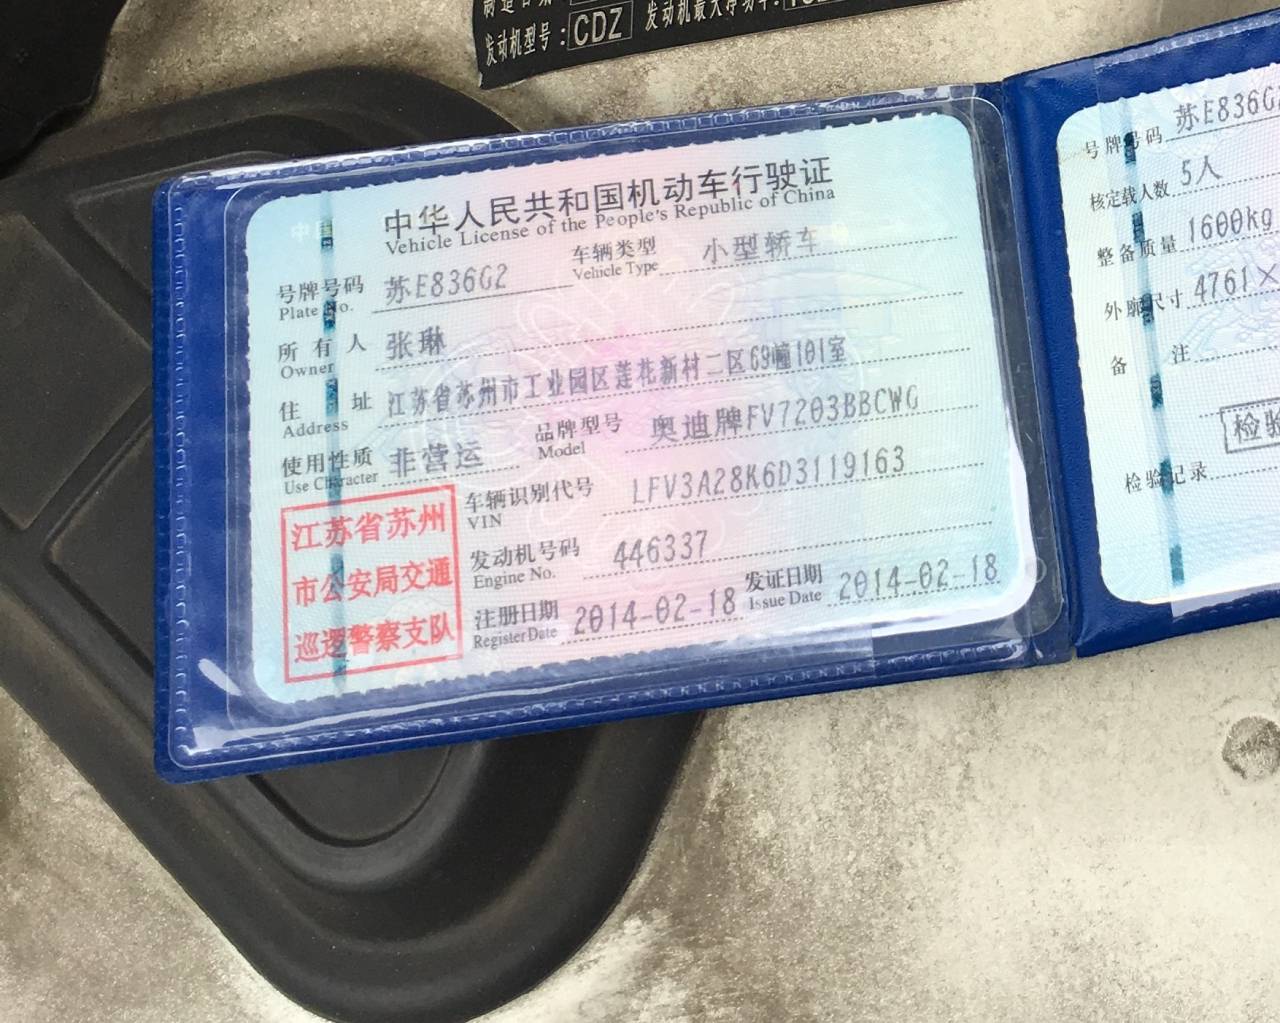 发动机型号：CDZ 发动机最大净功率：
中华人民共和国机动车行驶证
Vehicle License of the People's Republic of China
号牌号码 苏E836G2 车辆类型 小型轿车
Plate No. Vehicle Type
所有人 张琳
Owner
住址 江苏省苏州市工业园区莲花新村二区69幢101室
Address
使用性质 非营运 品牌型号 奥迪牌FV7203BBCWG
Use Character Model
江苏省苏州
市公安局交通
巡逻警察支队
车辆识别代号 LFV3A28K6D3119163
VIN
发动机号码 446337
Engine No.
注册日期 2014-02-18 发证日期 2014-02-18
Register Date Issue Date
号牌号码 苏E836G
核定载人数 5人
整备质量 1600kg
外廓尺寸 4761×
备注
检验
检验记录